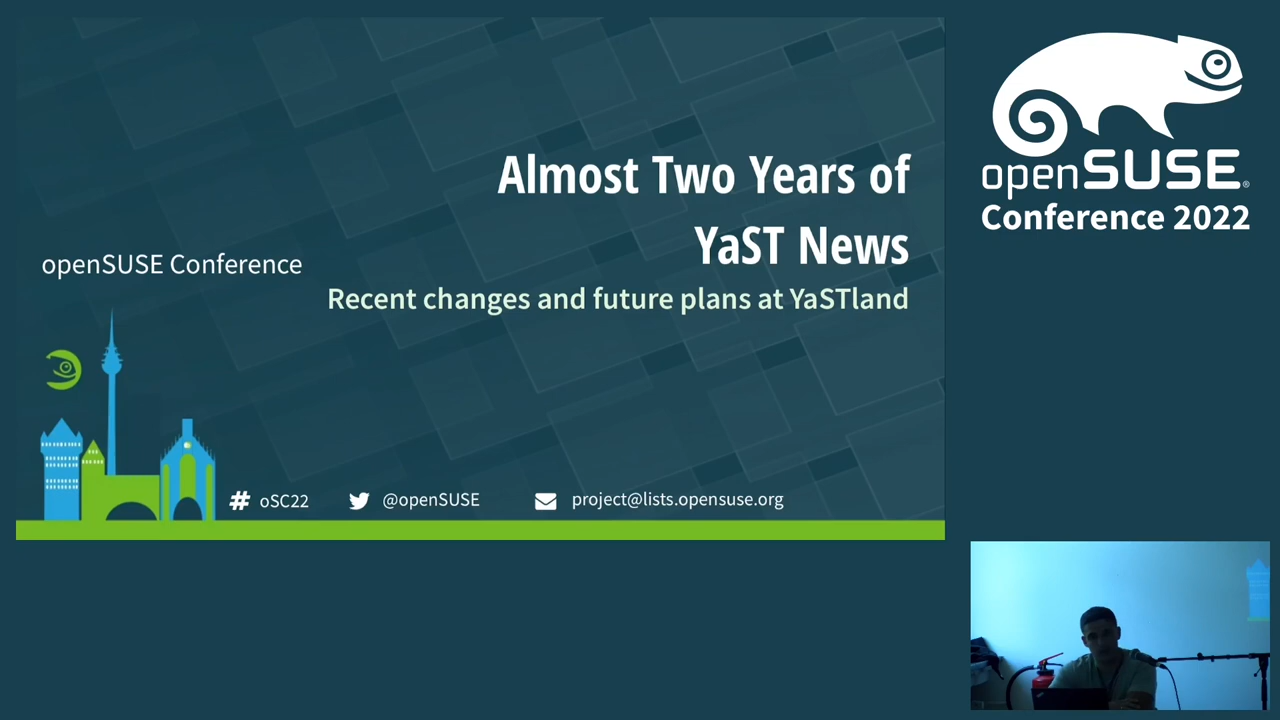 Almost Two Years of
YaST News
openSUSE Conference
Recent changes and future plans at YaSTland
# oSC22
@openSUSE
project@lists.opensuse.org
openSUSE®
Conference 2022